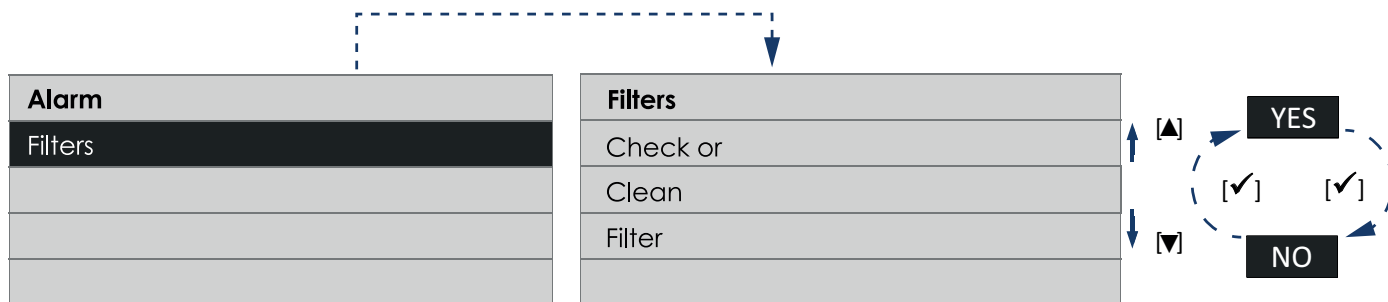 Alarm
Filters
Filters
Check or
Clean
Filter
[▲]
[▼]
YES
[✓] [✓]
NO